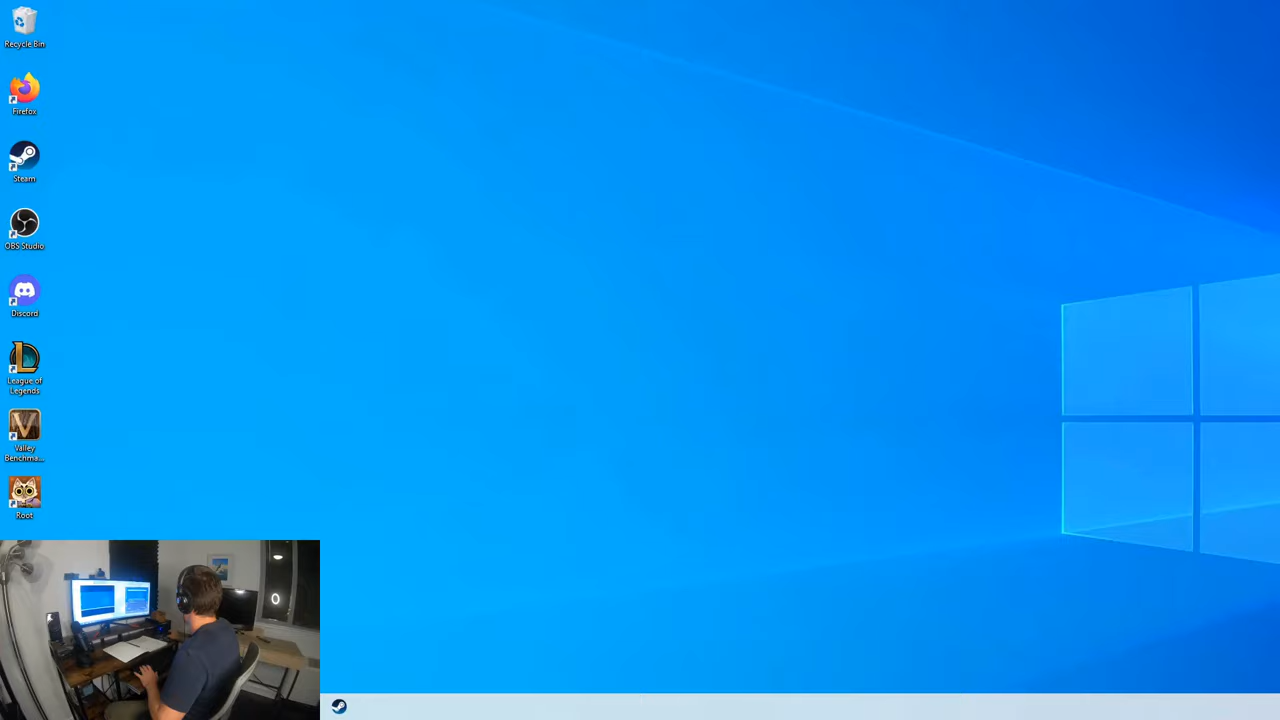 Recycle Bin
Firefox
Steam
OBS Studio
Discord
League of
Legends
Valley
Benchma...
Root